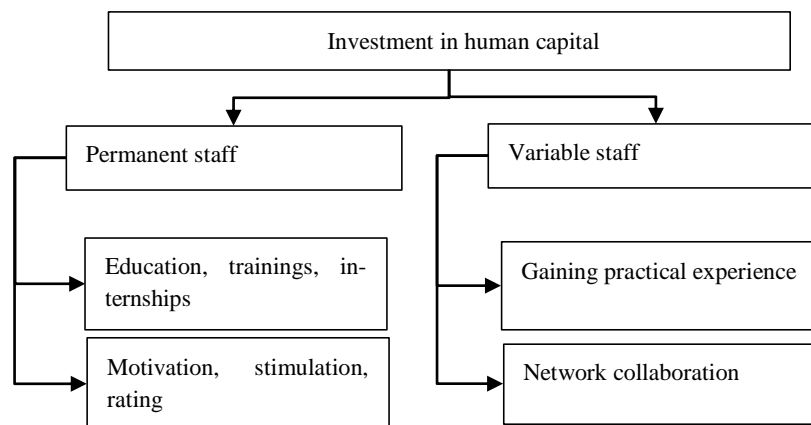 Investment in human capital
Permanent staff
Variable staff
Education, trainings, in-
ternships
Gaining practical experience
Motivation, stimulation,
rating
Network collaboration